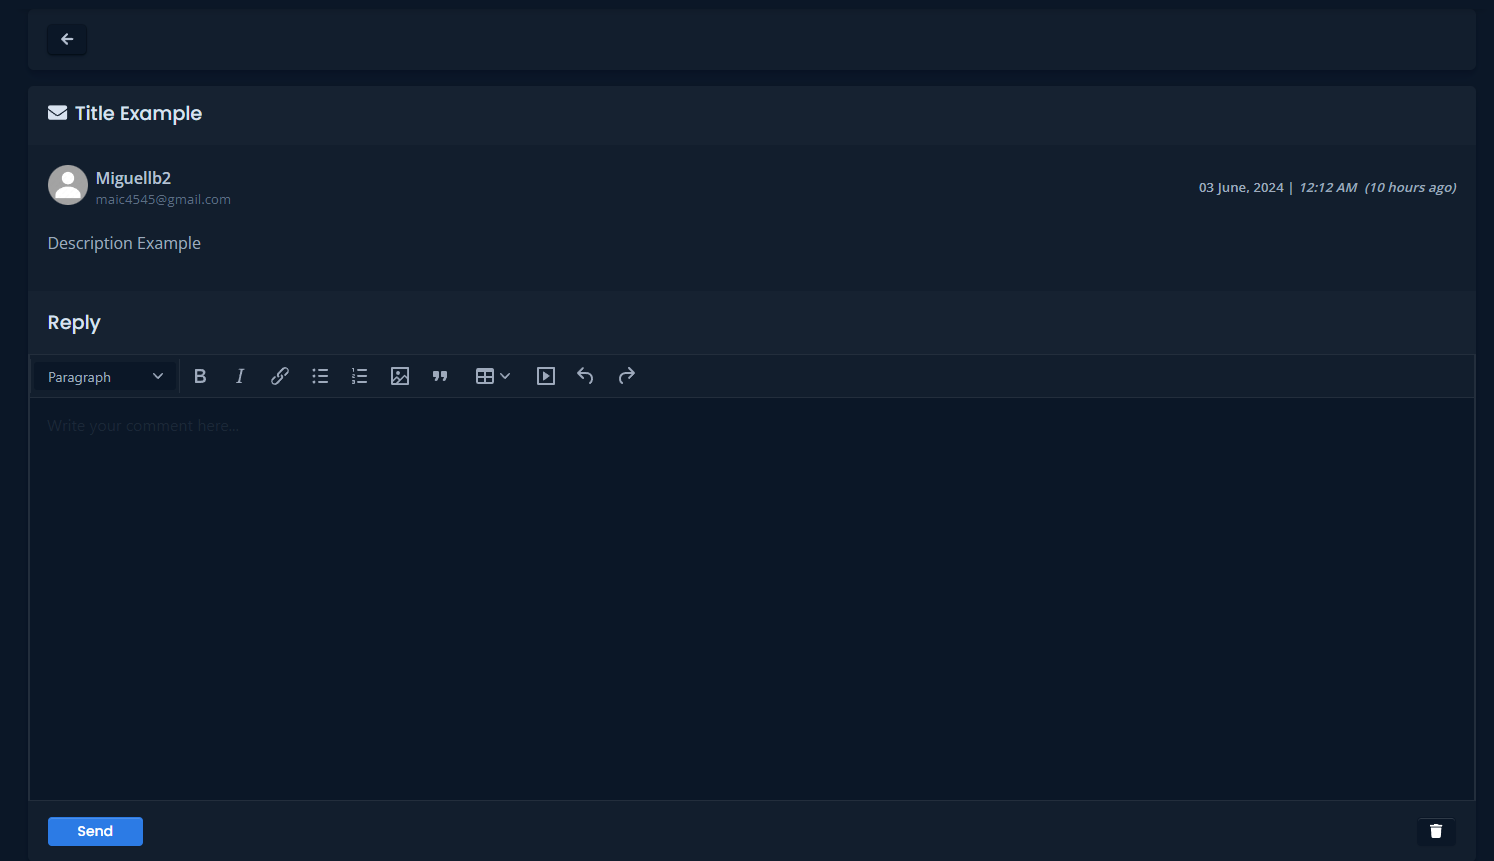 Title Example
Miguellb2
maic4545@gmail.com
03 June, 2024 | 12:12 AM (10 hours ago)
Description Example
Reply
Paragraph
Write your comment here...
Send